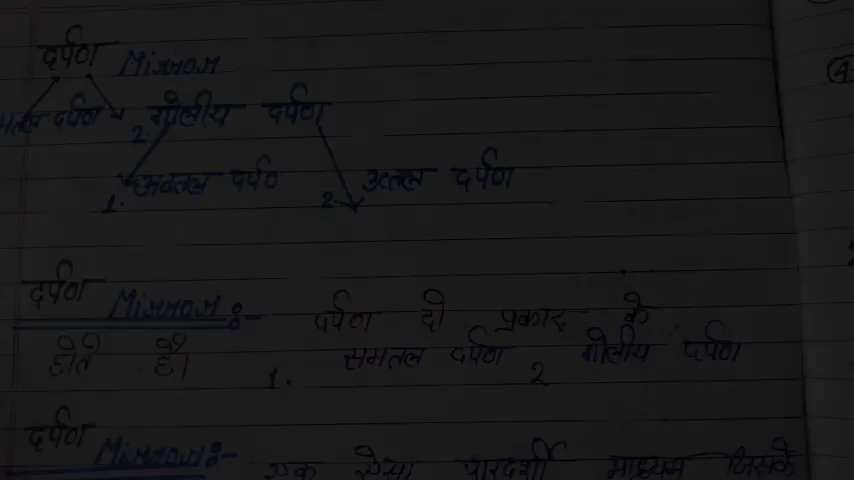 दर्पण Mirror
समतल दर्पण 2. गोलीय दर्पण
1. अवतल दर्पण 2. उत्तल दर्पण
दर्पण Mirror :- दर्पण दो प्रकार के
होते है। 1. समतल दर्पण 2 गोलीय दर्पण
दर्पण Mirror :- एक ऐसा पारदर्शी माध्यम जिसके